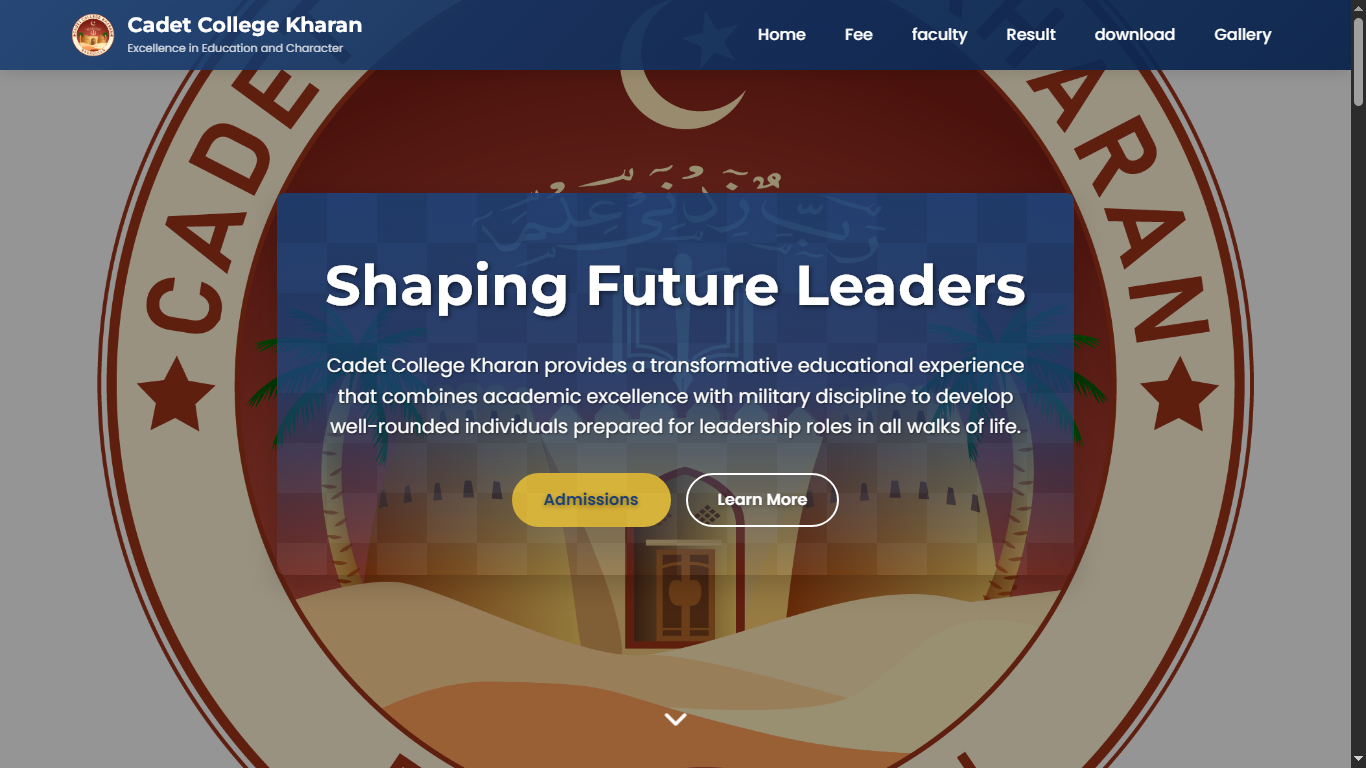 Cadet College Kharan
Excellence in Education and Character
Home Fee faculty Result download Gallery
CADE
KHARAN
رَبِّ زِدْنِي عِلْمًا
Shaping Future Leaders
Cadet College Kharan provides a transformative educational experience
that combines academic excellence with military discipline to develop
well-rounded individuals prepared for leadership roles in all walks of life.
Admissions Learn More